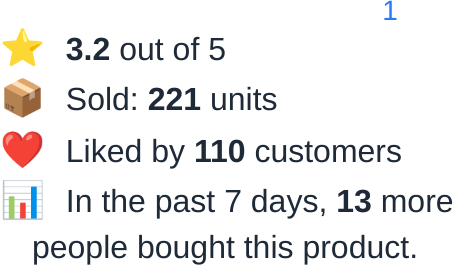 1
3.2 out of 5
Sold: 221 units
Liked by 110 customers
In the past 7 days, 13 more
people bought this product.